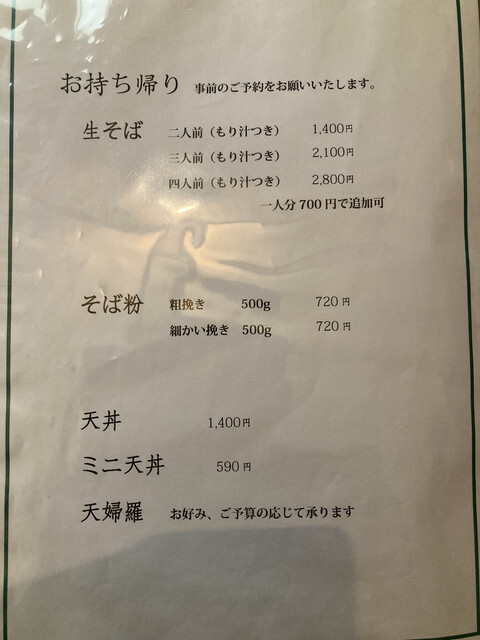 お持ち帰り 事前のご予約をお願いいたします。
生そば 二人前（もり汁つき） 1,400円
三人前（もり汁つき） 2,100円
四人前（もり汁つき） 2,800円
一人分700円で追加可
そば粉 粗挽き 500g 720円
細かい挽き 500g 720円
天丼 1,400円
ミニ天丼 590円
天婦羅 お好み、ご予算の応じて承ります